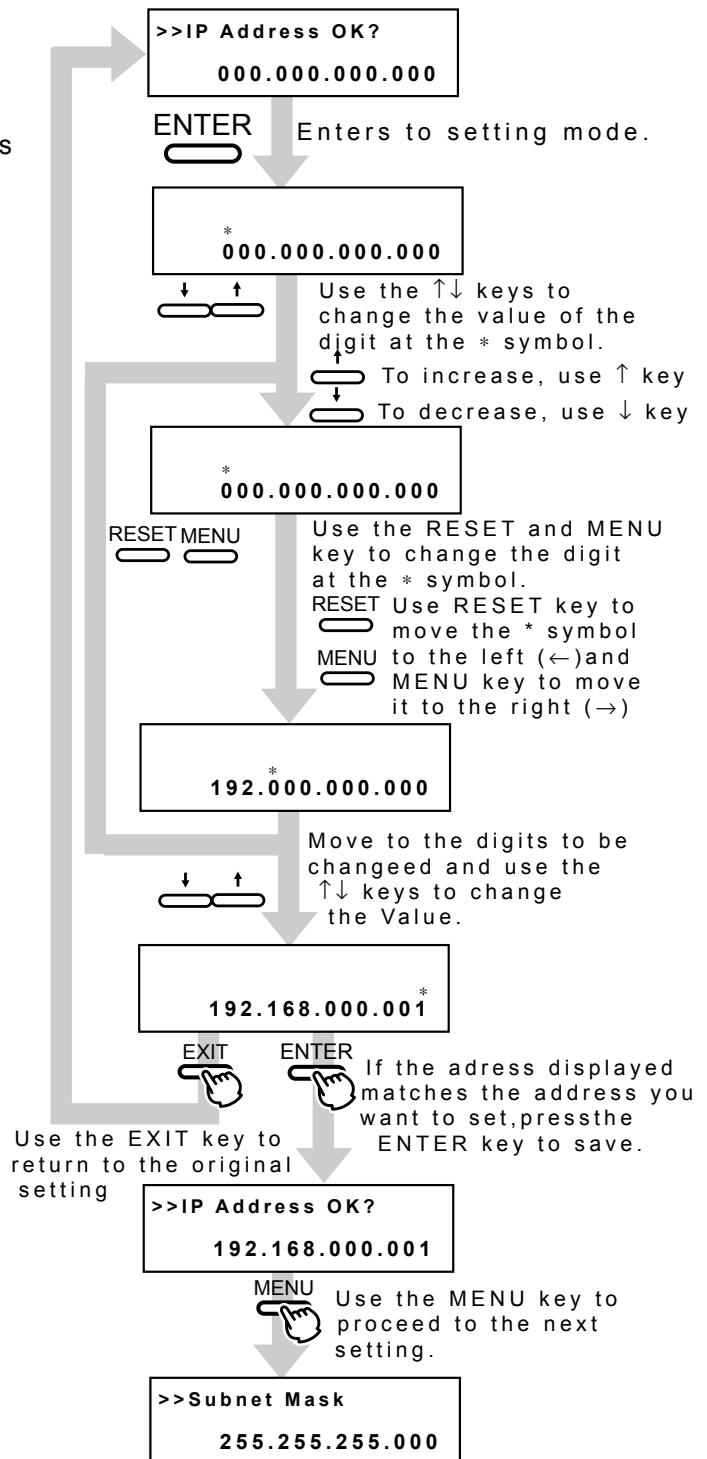 >>IP Address OK?
000.000.000.000
ENTER
Enters to setting mode.
s
*
000.000.000.000
↓ ↑
Use the ↑↓ keys to
change the value of the
digit at the * symbol.
↑
To increase, use ↑ key
↓
To decrease, use ↓ key
*
000.000.000.000
RESET MENU
Use the RESET and MENU
key to change the digit
at the * symbol.
RESET Use RESET key to
move the * symbol
MENU to the left (←)and
MENU key to move
it to the right (→)
*
192.000.000.000
Move to the digits to be
changeed and use the
↓ ↑
↑↓ keys to change
the Value.
*
192.168.000.001
EXIT
ENTER
If the adress displayed
matches the address you
want to set,pressthe
ENTER key to save.
Use the EXIT key to
return to the original
setting
>>IP Address OK?
192.168.000.001
MENU
Use the MENU key to
proceed to the next
setting.
>>Subnet Mask
255.255.255.000